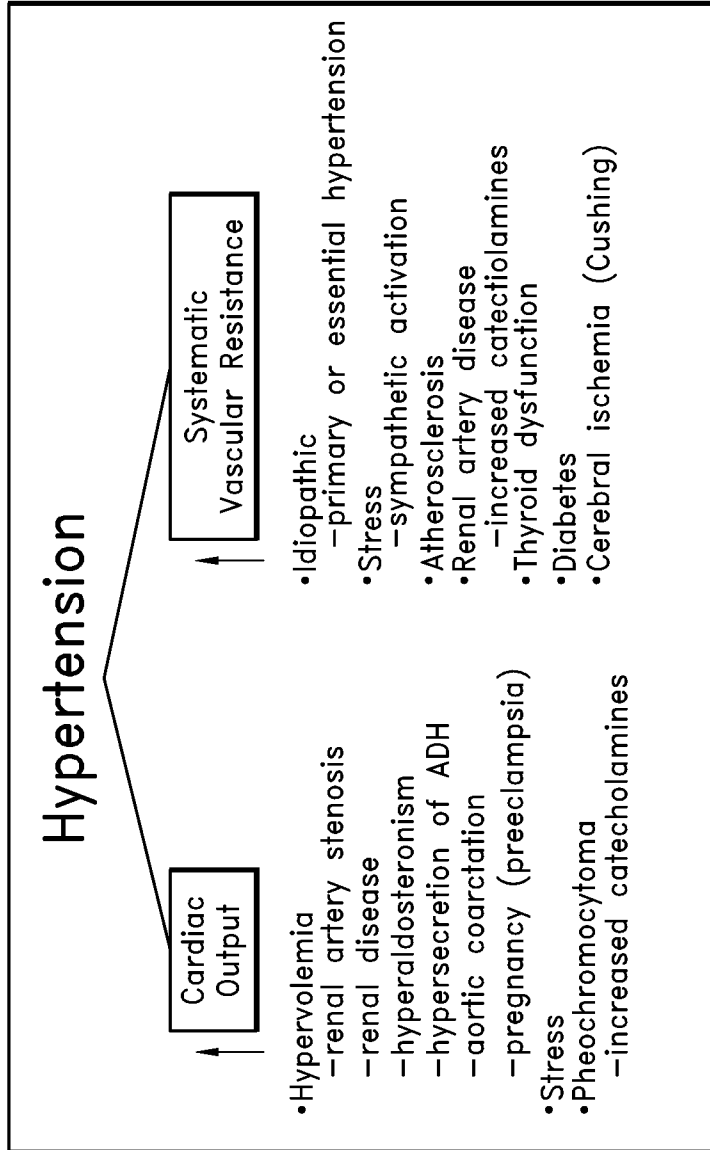 Hypertension
Cardiac
Output
•Hypervolemia
–renal artery stenosis
–renal disease
–hyperaldosteronism
–hypersecretion of ADH
–aortic coarctation
–pregnancy (preeclampsia)
•Stress
•Pheochromocytoma
–increased catecholamines
Systematic
Vascular Resistance
•Idiopathic
–primary or essential hypertension
•Stress
–sympathetic activation
•Atherosclerosis
•Renal artery disease
–increased catectiolamines
•Thyroid dysfunction
•Diabetes
•Cerebral ischemia (Cushing)